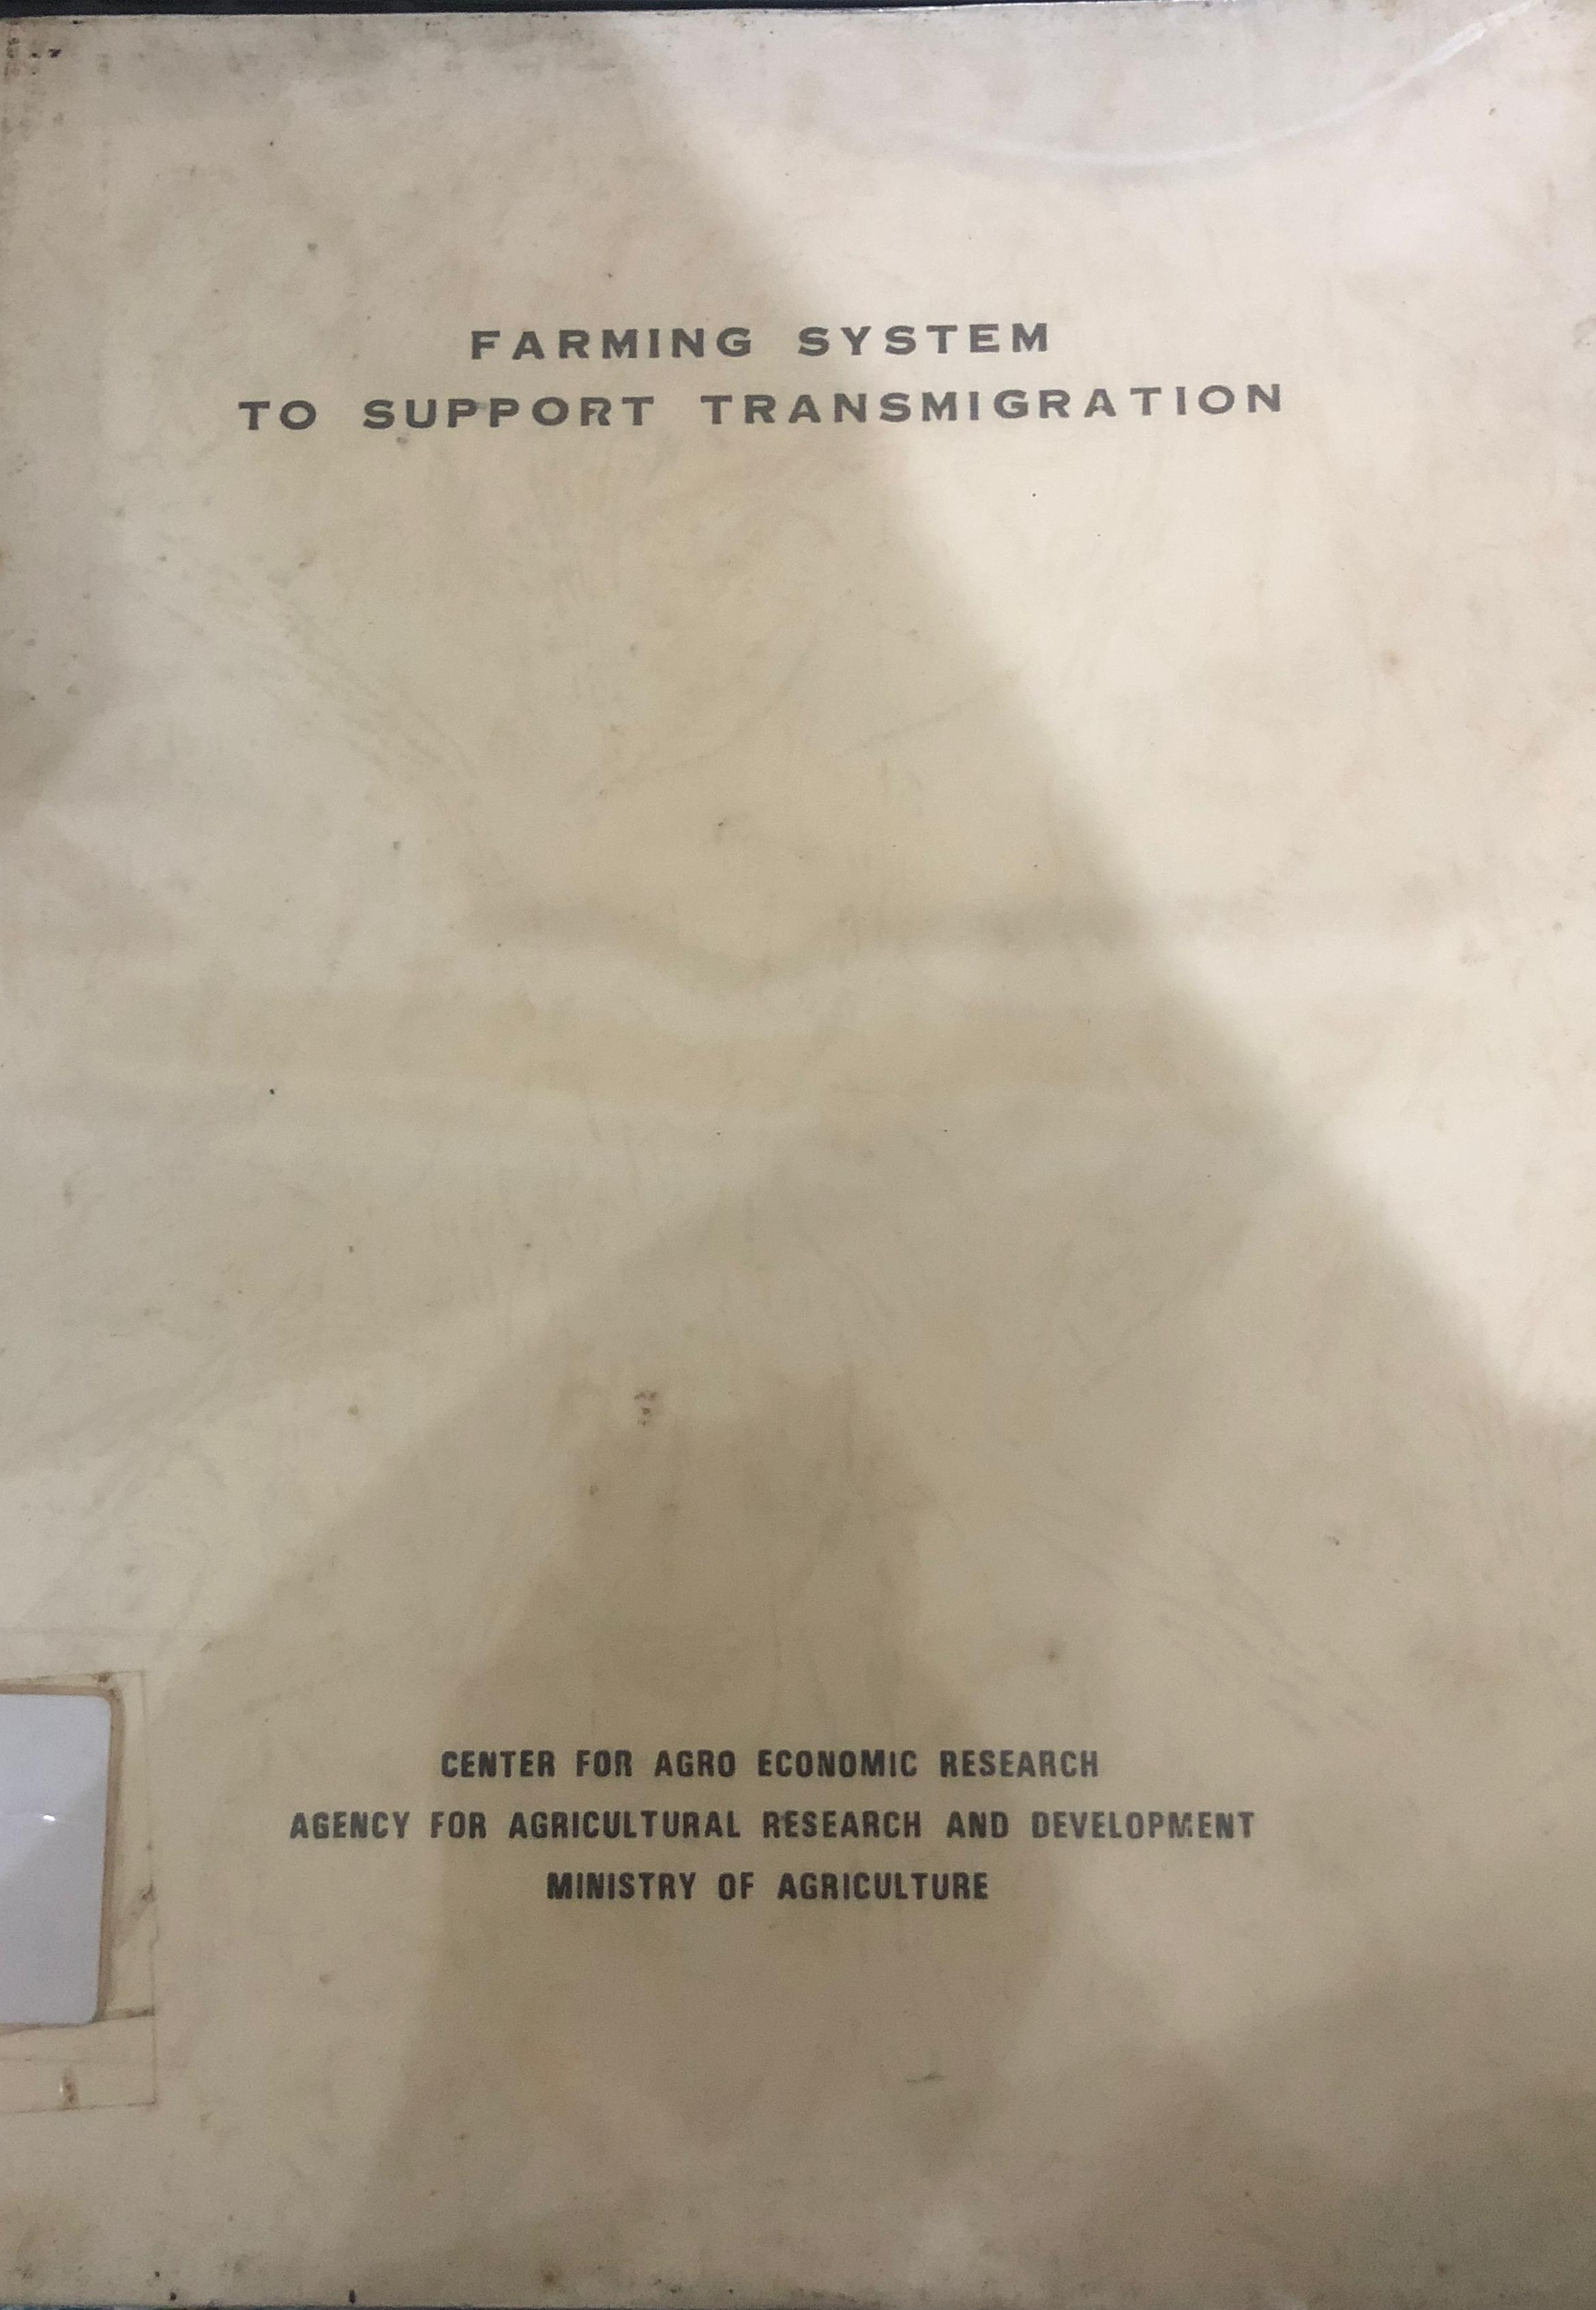 FARMING SYSTEM
TO SUPPORT TRANSMIGRATION
CENTER FOR AGRO ECONOMIC RESEARCH
AGENCY FOR AGRICULTURAL RESEARCH AND DEVELOPMENT
MINISTRY OF AGRICULTURE